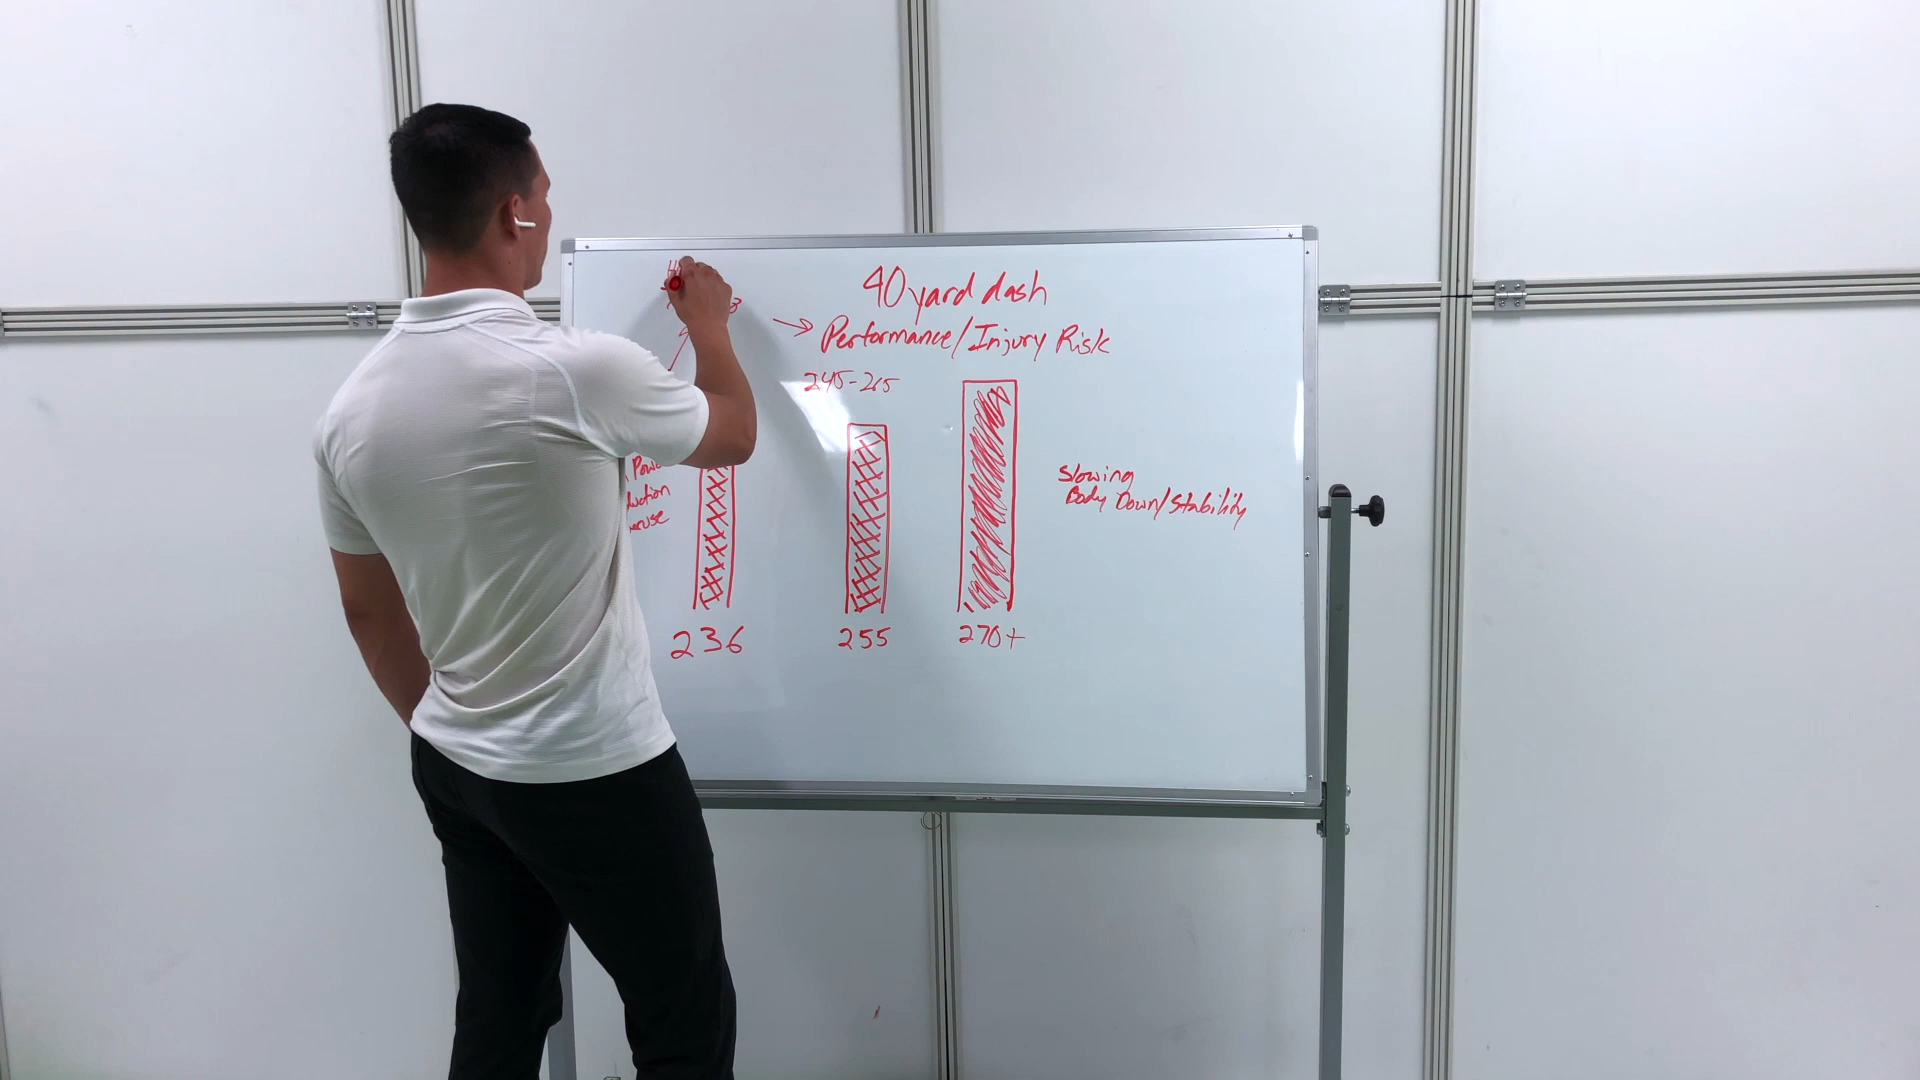 40 yard dash
Performance/Injury Risk
245-265
Slowing
Body Down/Stability
236
255
270+